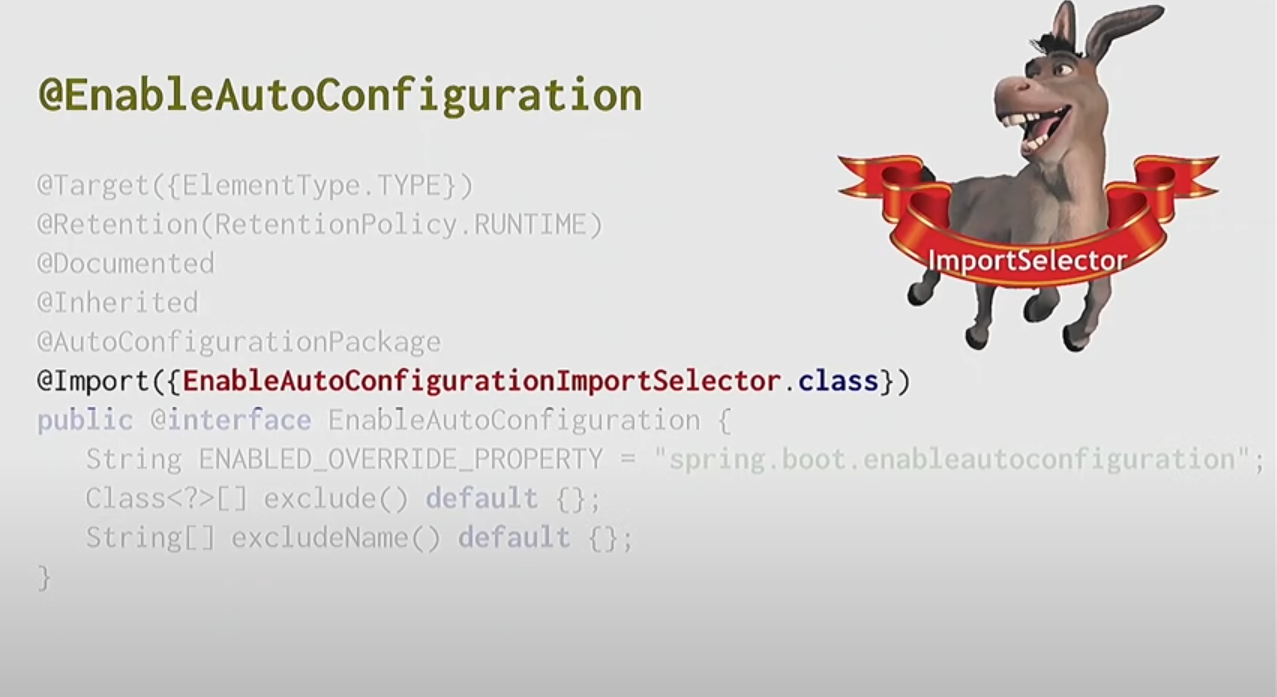 @EnableAutoConfiguration
ImportSelector
@Target({ElementType.TYPE})
@Retention(RetentionPolicy.RUNTIME)
@Documented
@Inherited
@AutoConfigurationPackage
@Import({EnableAutoConfigurationImportSelector.class})
public @interface EnableAutoConfiguration {
    String ENABLED_OVERRIDE_PROPERTY = "spring.boot.enableautoconfiguration";
    Class<?>[] exclude() default {};
    String[] excludeName() default {};
}